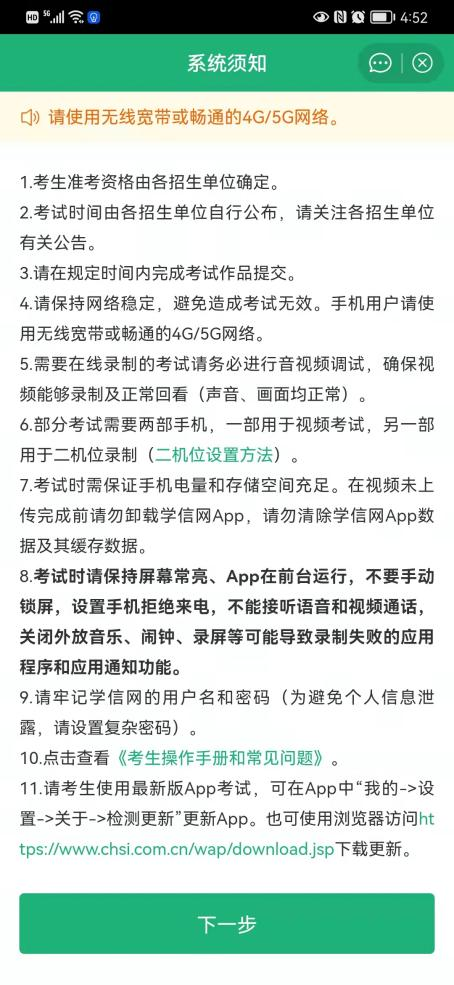 HD 5G 4:52
系统须知
请使用无线宽带或畅通的4G/5G网络。
1.考生准考资格由各招生单位确定。
2.考试时间由各招生单位自行公布，请关注各招生单位
有关公告。
3.请在规定时间内完成考试作品提交。
4.请保持网络稳定，避免造成考试无效。手机用户请使
用无线宽带或畅通的4G/5G网络。
5.需要在线录制的考试请务必进行音视频调试，确保视
频能够录制及正常回看（声音、画面均正常）。
6.部分考试需要两部手机，一部用于视频考试，另一部
用于二机位录制（二机位设置方法）。
7.考试时需保证手机电量和存储空间充足。在视频未上
传完成前请勿卸载学信网App，请勿清除学信网App数
据及其缓存数据。
8.考试时请保持屏幕常亮、App在前台运行，不要手动
锁屏，设置手机拒绝来电，不能接听语音和视频通话，
关闭外放音乐、闹钟、录屏等可能导致录制失败的应用
程序和应用通知功能。
9.请牢记学信网的用户名和密码（为避免个人信息泄
露，请设置复杂密码）。
10.点击查看《考生操作手册和常见问题》。
11.请考生使用最新版App考试，可在App中“我的->设
置->关于->检测更新”更新App。也可使用浏览器访问ht
tps://www.chsi.com.cn/wap/download.jsp下载更新。
下一步